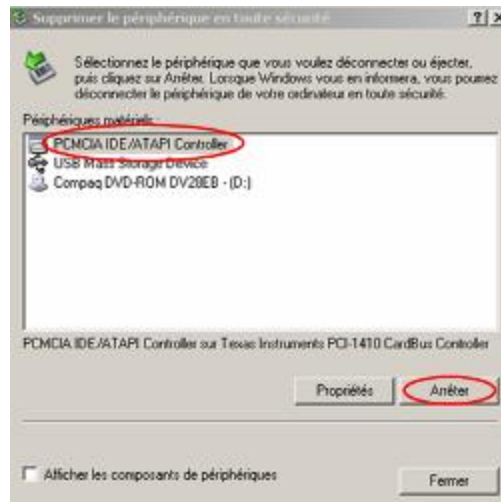 Supprimer le périphérique en toute sécurité
Sélectionnez le périphérique que vous voulez déconnecter ou éjecter,
puis cliquez sur Arrêter. Lorsque Windows vous en informera, vous pourrez
déconnecter le périphérique de votre ordinateur en toute sécurité.
Périphériques matériels :
PCMCIA IDE/ATAPI Controller
USB Mass Storage Device
Compaq DVD-ROM DV28EB - (D:)
PCMCIA IDE/ATAPI Controller sur Texas Instruments PCI-1410 CardBus Controller
Propriétés
Arrêter
Afficher les composants de périphériques
Fermer